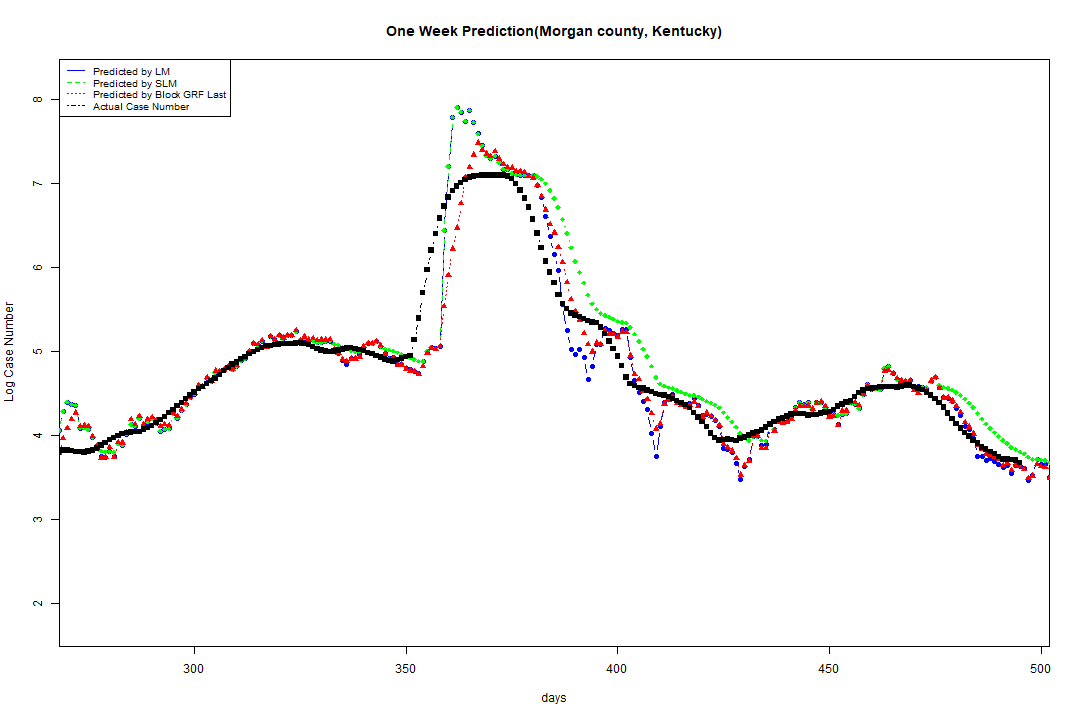 One Week Prediction(Morgan county, Kentucky)
Predicted by LM
Predicted by SLM
Predicted by Block GRF Last
Actual Case Number
8
7
6
5
4
3
2
Log Case Number
300 350 400 450 500
days